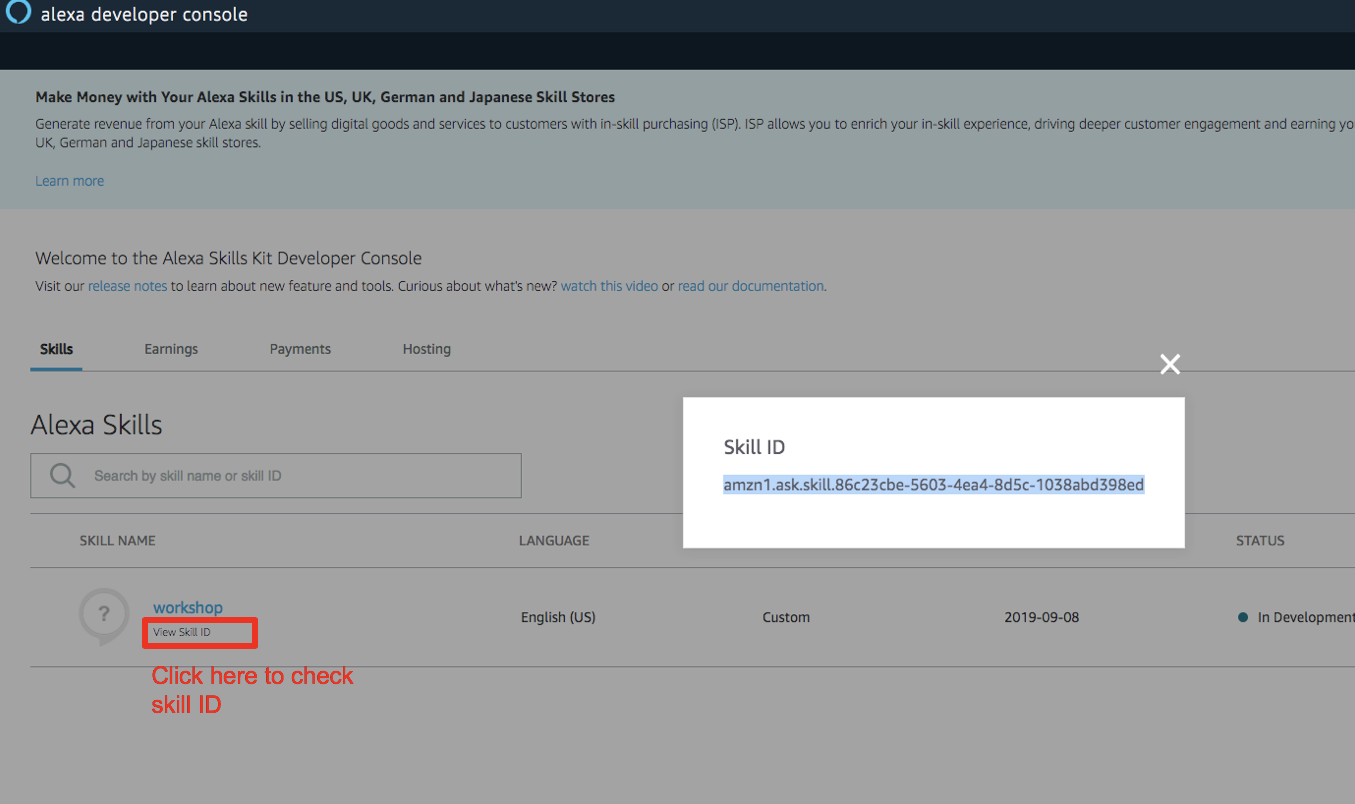 alexa developer console
Make Money with Your Alexa Skills in the US, UK, German and Japanese Skill Stores
Generate revenue from your Alexa skill by selling digital goods and services to customers with in-skill purchasing (ISP). ISP allows you to enrich your in-skill experience, driving deeper customer engagement and earning yo
UK, German and Japanese skill stores.
Learn more
Welcome to the Alexa Skills Kit Developer Console
Visit our release notes to learn about new feature and tools. Curious about what's new? watch this video or read our documentation.
Skills Earnings Payments Hosting
Alexa Skills
Search by skill name or skill ID
Skill ID
amzn1.ask.skill.86c23cbe-5603-4ea4-8d5c-1038abd398ed
SKILL NAME LANGUAGE STATUS
?
workshop English (US) Custom 2019-09-08 In Development
View Skill ID
Click here to check
skill ID